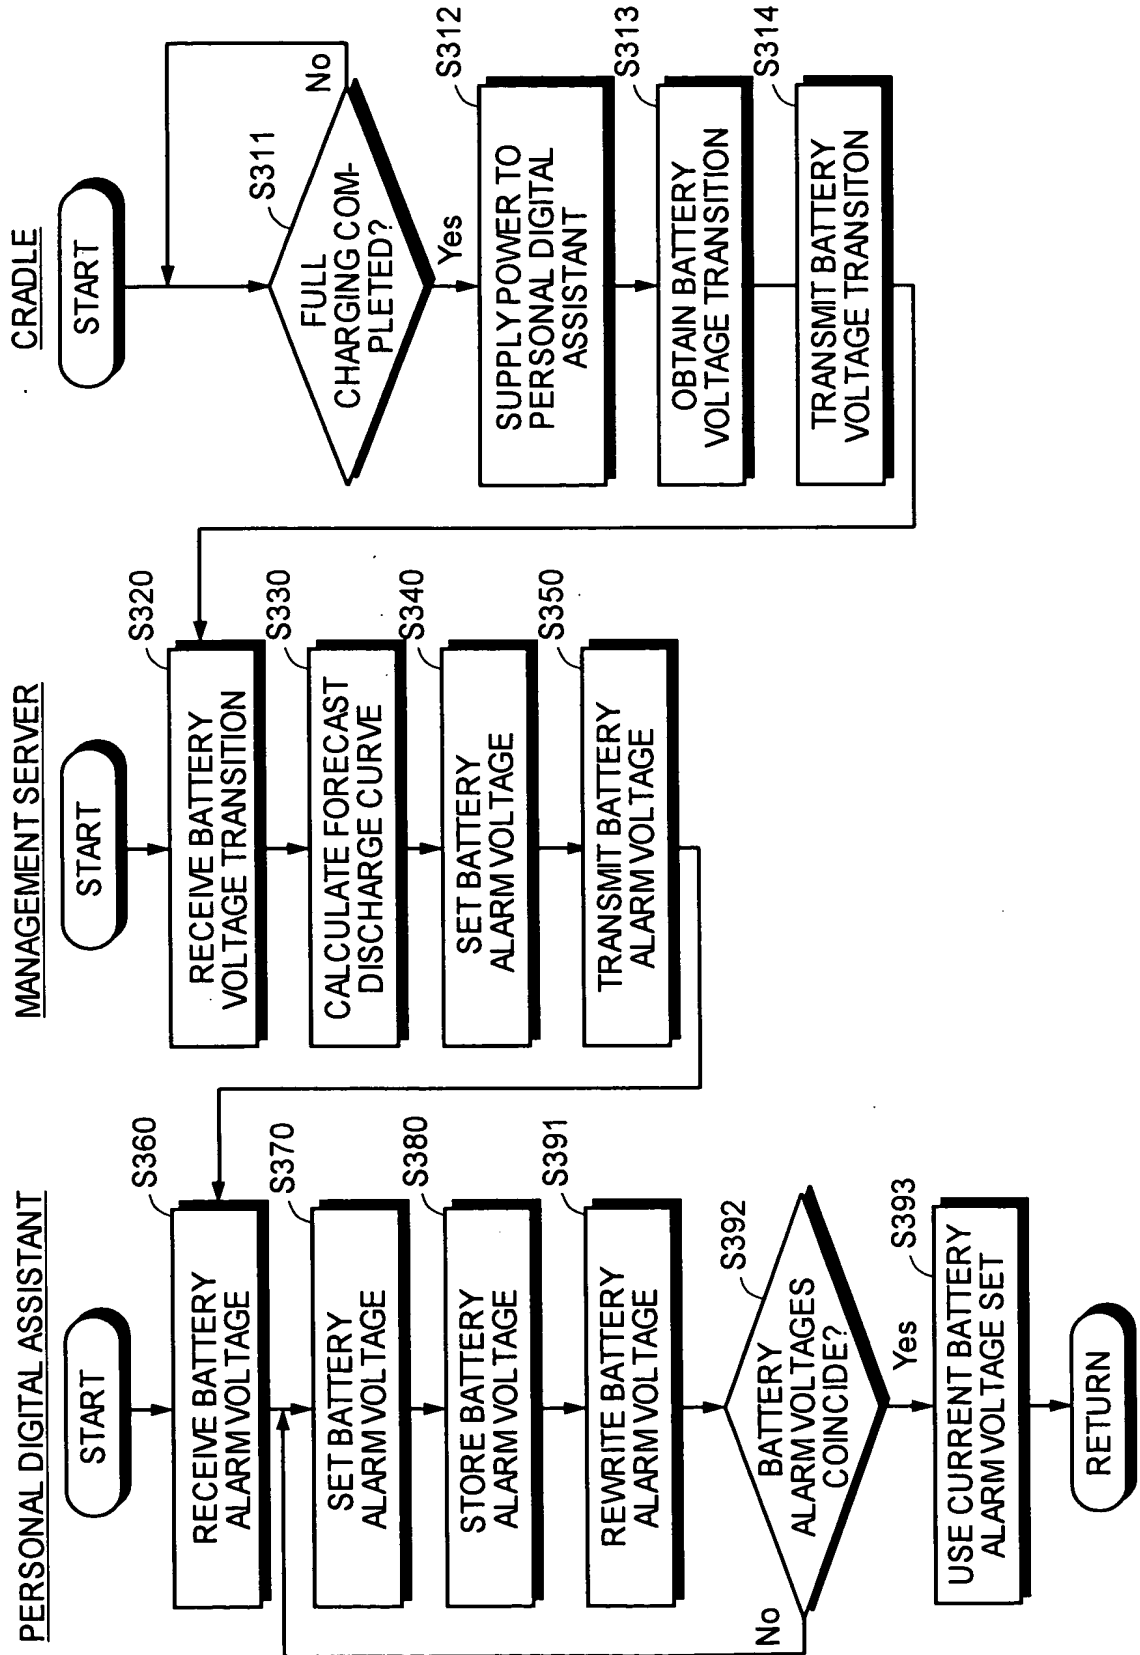 PERSONAL DIGITAL ASSISTANT
START
S360
RECEIVE BATTERY
ALARM VOLTAGE
S370
SET BATTERY
ALARM VOLTAGE
S380
STORE BATTERY
ALARM VOLTAGE
S391
REWRITE BATTERY
ALARM VOLTAGE
S392
BATTERY
ALARM VOLTAGES
COINCIDE?
No
Yes
S393
USE CURRENT BATTERY
ALARM VOLTAGE SET
RETURN
MANAGEMENT SERVER
START
S320
RECEIVE BATTERY
VOLTAGE TRANSITION
S330
CALCULATE FORECAST
DISCHARGE CURVE
S340
SET BATTERY
ALARM VOLTAGE
S350
TRANSMIT BATTERY
ALARM VOLTAGE
CRADLE
START
S311
FULL
CHARGING COM-
PLETED?
No
Yes
S312
SUPPLY POWER TO
PERSONAL DIGITAL
ASSISTANT
S313
OBTAIN BATTERY
VOLTAGE TRANSITION
S314
TRANSMIT BATTERY
VOLTAGE TRANSITON